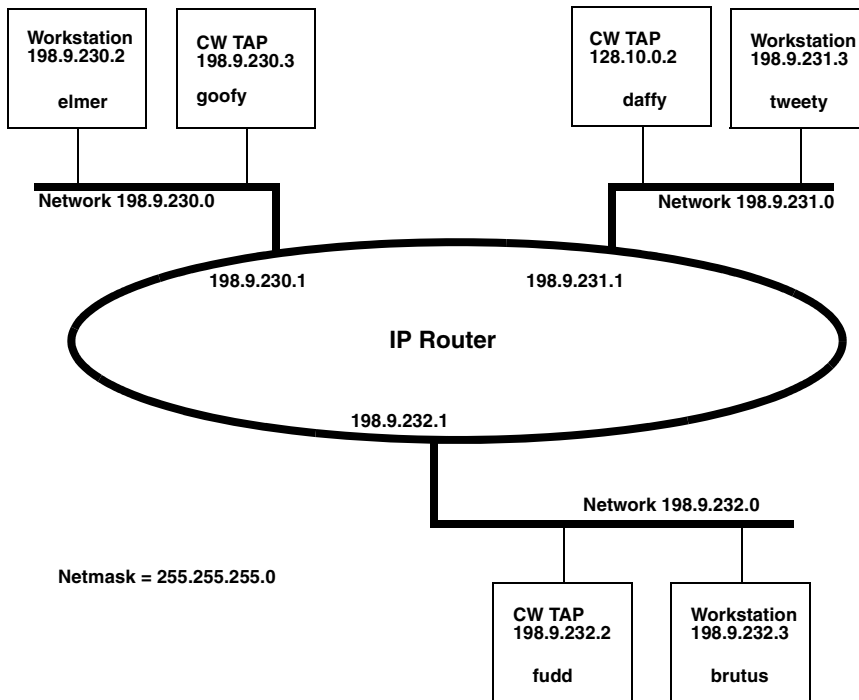 Workstation
198.9.230.2
elmer
CW TAP
198.9.230.3
goofy
CW TAP
128.10.0.2
daffy
Workstation
198.9.231.3
tweety
Network 198.9.230.0
Network 198.9.231.0
198.9.230.1
198.9.231.1
IP Router
198.9.232.1
Network 198.9.232.0
Netmask = 255.255.255.0
CW TAP
198.9.232.2
fudd
Workstation
198.9.232.3
brutus